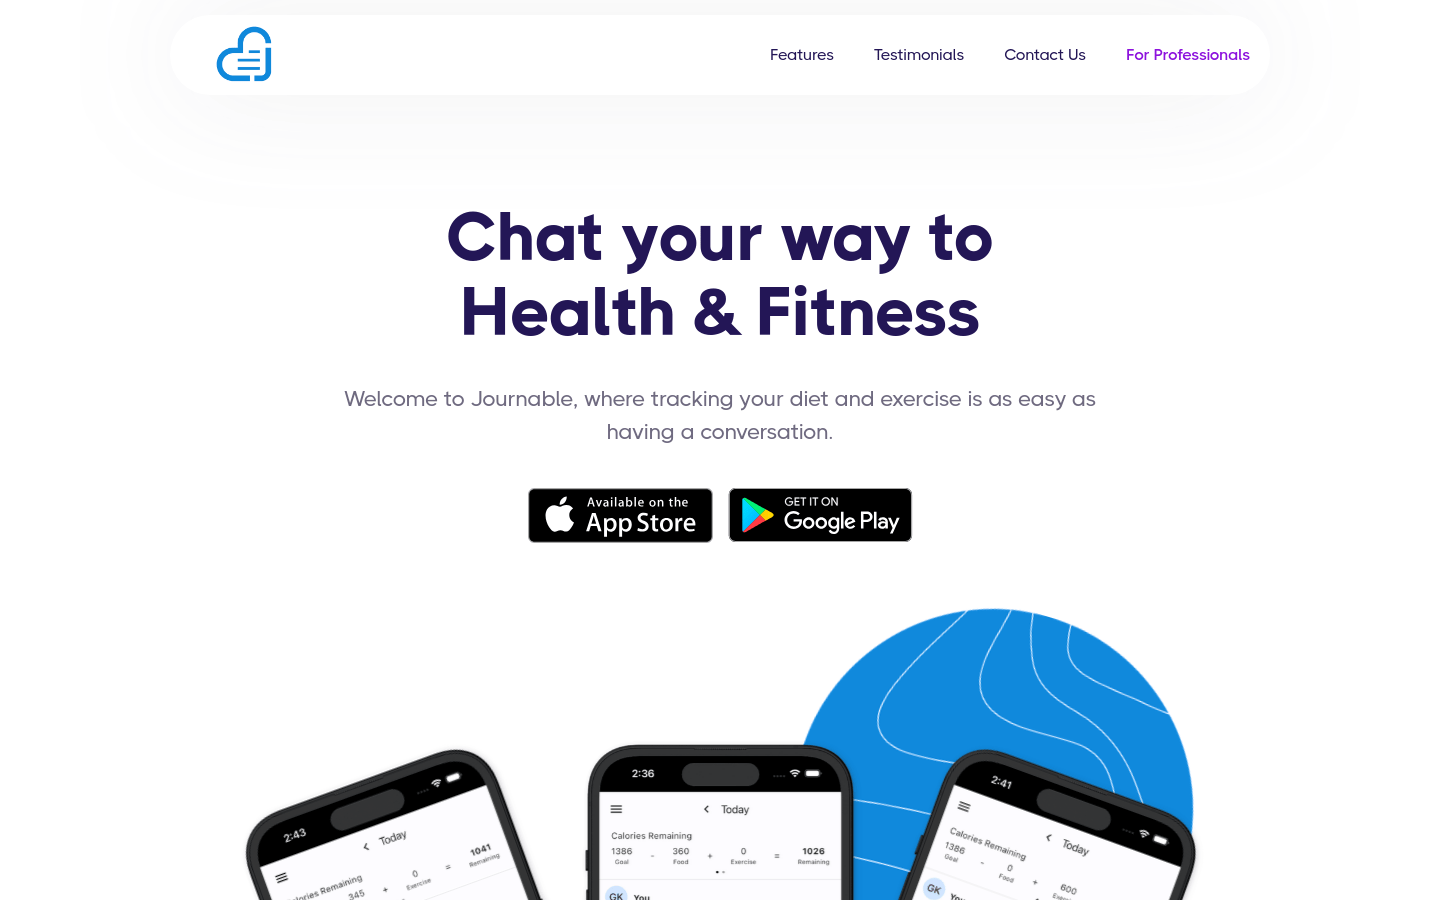 Features Testimonials Contact Us For Professionals
Chat your way to
Health & Fitness
Welcome to Journable, where tracking your diet and exercise is as easy as
having a conversation.
Available on the
App Store
GET IT ON
Google Play
2:43
Today
Calories Remaining
345 + 0 = 1041
Exercise Remaining
2:36
Today
Calories Remaining
1386 - 360 + 0 = 1026
Goal Food Exercise Remaining
GK You
2:41
Today
Calories Remaining
1386 - 0 + 600
Goal Food
GK You